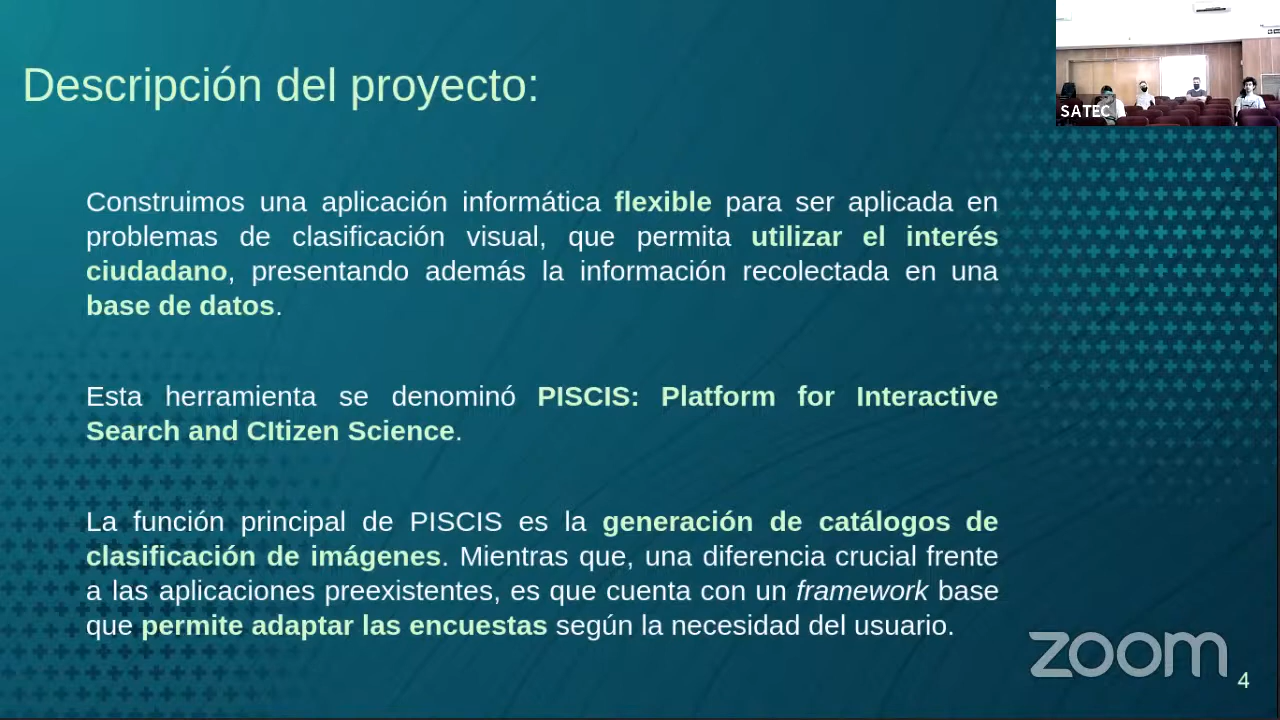 Descripción del proyecto:
SATEC
Construimos una aplicación informática flexible para ser aplicada en
problemas de clasificación visual, que permita utilizar el interés
ciudadano, presentando además la información recolectada en una
base de datos.
Esta herramienta se denominó PISCIS: Platform for Interactive
Search and CItizen Science.
La función principal de PISCIS es la generación de catálogos de
clasificación de imágenes. Mientras que, una diferencia crucial frente
a las aplicaciones preexistentes, es que cuenta con un framework base
que permite adaptar las encuestas según la necesidad del usuario.
zoom
4